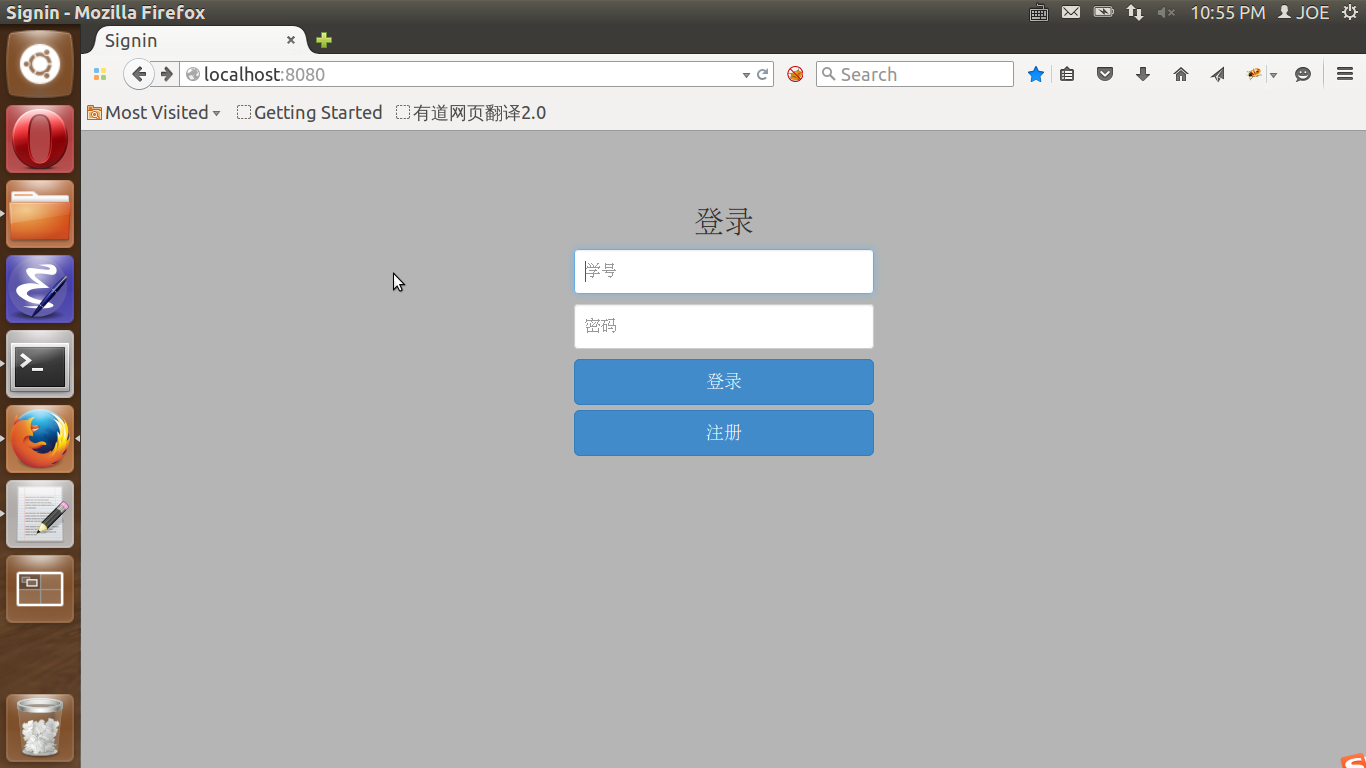 Signin - Mozilla Firefox
10:55 PM JOE
Signin
localhost:8080
Search
Most Visited Getting Started 有道网页翻译2.0
登录
学号
密码
登录
注册